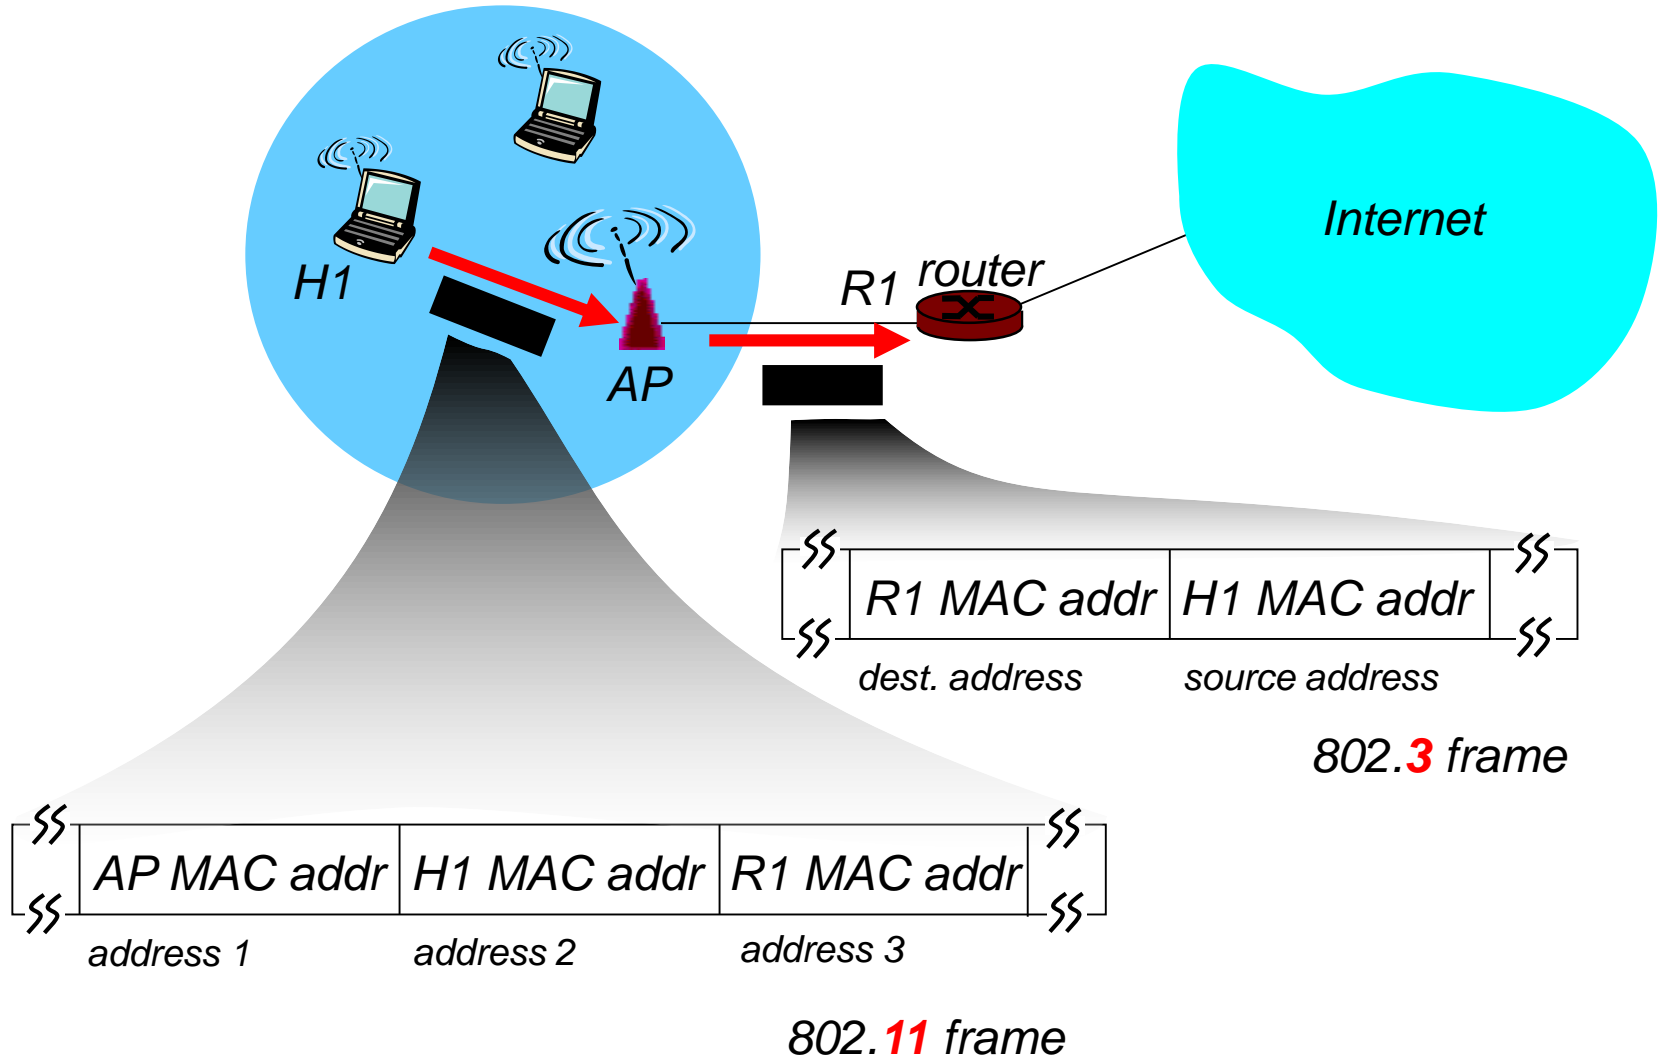 Internet
router
R1
H1
AP
R1 MAC addr H1 MAC addr
dest. address source address
802.3 frame
AP MAC addr H1 MAC addr R1 MAC addr
address 1 address 2 address 3
802.11 frame